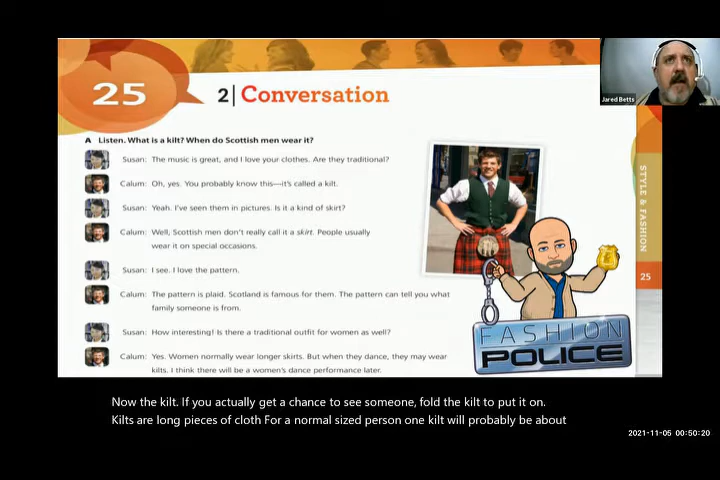 25
2 | Conversation
Jared Betts
A Listen. What is a kilt? When do Scottish men wear it?
Susan: The music is great, and I love your clothes. Are they traditional?
Calum: Oh, yes. You probably know this—it's called a kilt.
Susan: Yeah. I've seen them in pictures. Is it a kind of skirt?
Calum: Well, Scottish men don't really call it a skirt. People usually
wear it on special occasions.
Susan: I see. I love the pattern.
Calum: The pattern is plaid. Scotland is famous for them. The pattern can tell you what
family someone is from.
Susan: How interesting! Is there a traditional outfit for women as well?
Calum: Yes. Women normally wear longer skirts. But when they dance, they may wear
kilts. I think there will be a women's dance performance later.
STYLE & FASHION
25
FASHION
POLICE
Now the kilt. If you actually get a chance to see someone, fold the kilt to put it on.
Kilts are long pieces of cloth For a normal sized person one kilt will probably be about
2021-11-05 00:50:20